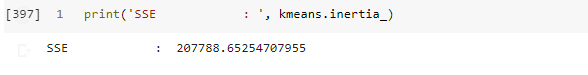 [397] 1 print('SSE : ', kmeans.inertia_)
SSE : 207788.65254707955